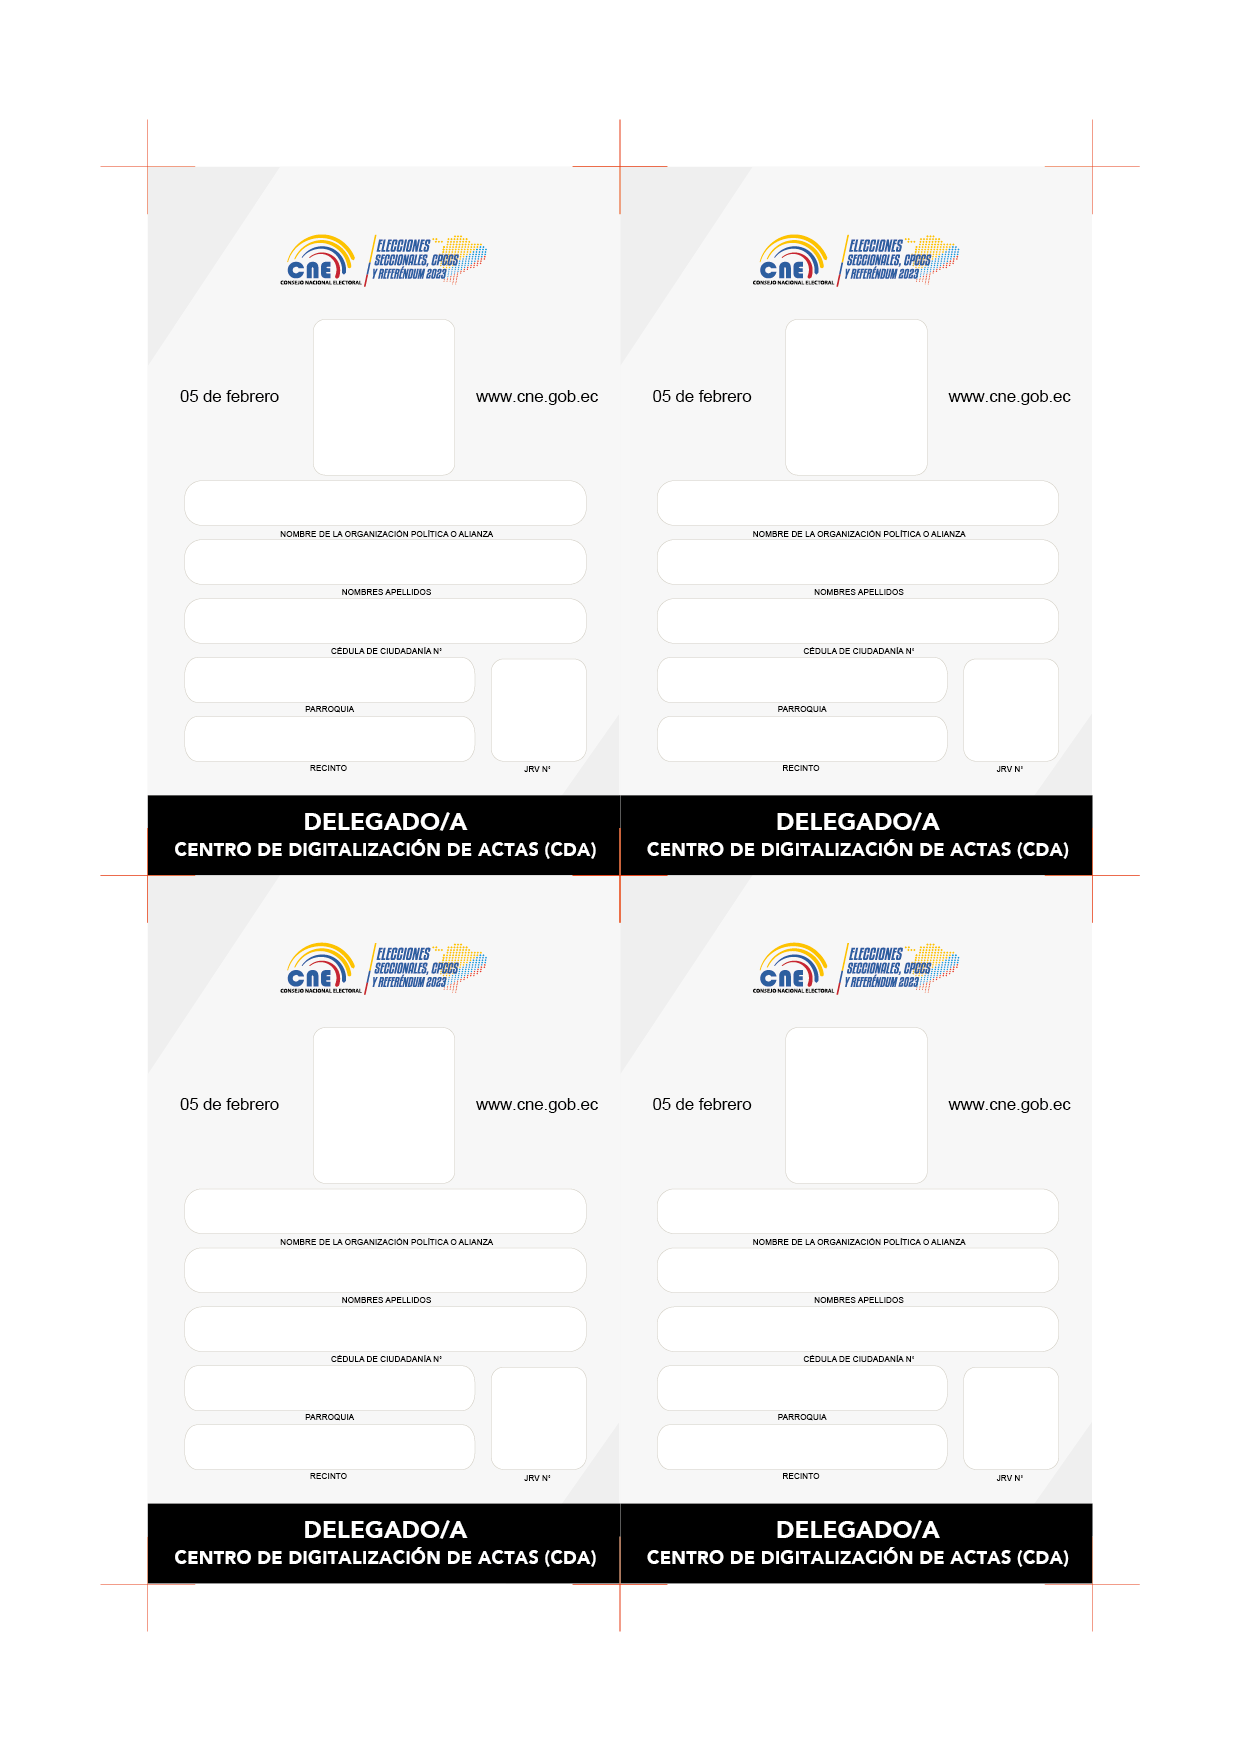 CNE
CONSEJO NACIONAL ELECTORAL
ELECCIONES
SECCIONALES, CPCCS
Y REFERÉNDUM 2023
05 de febrero
www.cne.gob.ec
NOMBRE DE LA ORGANIZACIÓN POLÍTICA O ALIANZA
NOMBRES APELLIDOS
CÉDULA DE CIUDADANÍA N°
PARROQUIA
RECINTO
JRV N°
DELEGADO/A
CENTRO DE DIGITALIZACIÓN DE ACTAS (CDA)
CNE
CONSEJO NACIONAL ELECTORAL
ELECCIONES
SECCIONALES, CPCCS
Y REFERÉNDUM 2023
05 de febrero
www.cne.gob.ec
NOMBRE DE LA ORGANIZACIÓN POLÍTICA O ALIANZA
NOMBRES APELLIDOS
CÉDULA DE CIUDADANÍA N°
PARROQUIA
RECINTO
JRV N°
DELEGADO/A
CENTRO DE DIGITALIZACIÓN DE ACTAS (CDA)
CNE
CONSEJO NACIONAL ELECTORAL
ELECCIONES
SECCIONALES, CPCCS
Y REFERÉNDUM 2023
05 de febrero
www.cne.gob.ec
NOMBRE DE LA ORGANIZACIÓN POLÍTICA O ALIANZA
NOMBRES APELLIDOS
CÉDULA DE CIUDADANÍA N°
PARROQUIA
RECINTO
JRV N°
DELEGADO/A
CENTRO DE DIGITALIZACIÓN DE ACTAS (CDA)
CNE
CONSEJO NACIONAL ELECTORAL
ELECCIONES
SECCIONALES, CPCCS
Y REFERÉNDUM 2023
05 de febrero
www.cne.gob.ec
NOMBRE DE LA ORGANIZACIÓN POLÍTICA O ALIANZA
NOMBRES APELLIDOS
CÉDULA DE CIUDADANÍA N°
PARROQUIA
RECINTO
JRV N°
DELEGADO/A
CENTRO DE DIGITALIZACIÓN DE ACTAS (CDA)